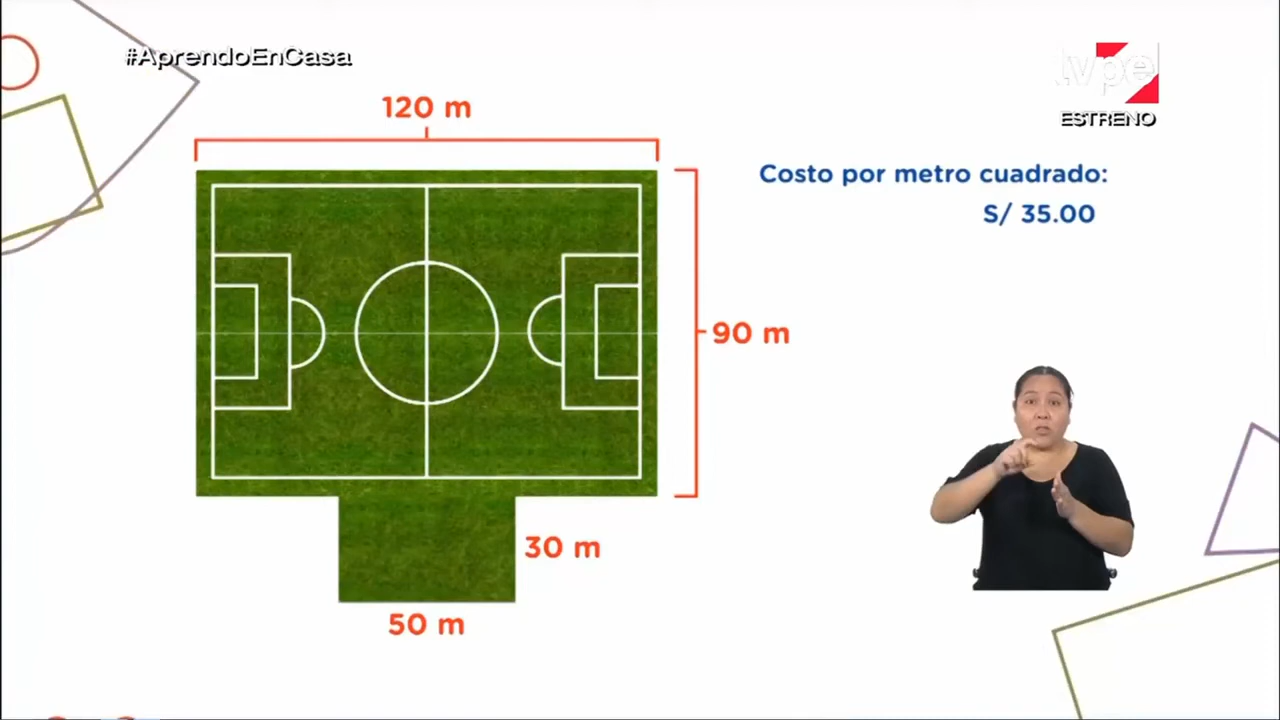 #AprendoEnCasa
tvpe
ESTRENO
120 m
Costo por metro cuadrado:
S/ 35.00
90 m
30 m
50 m